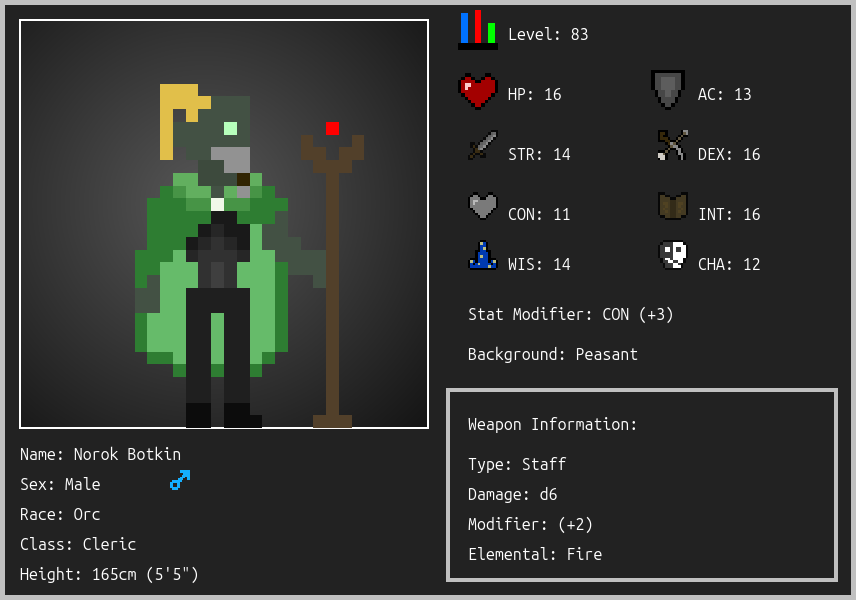 Level: 83
HP: 16
AC: 13
STR: 14
DEX: 16
CON: 11
INT: 16
WIS: 14
CHA: 12
Stat Modifier: CON (+3)
Background: Peasant
Weapon Information:
Type: Staff
Damage: d6
Modifier: (+2)
Elemental: Fire
Name: Norok Botkin
Sex: Male
Race: Orc
Class: Cleric
Height: 165cm (5'5")